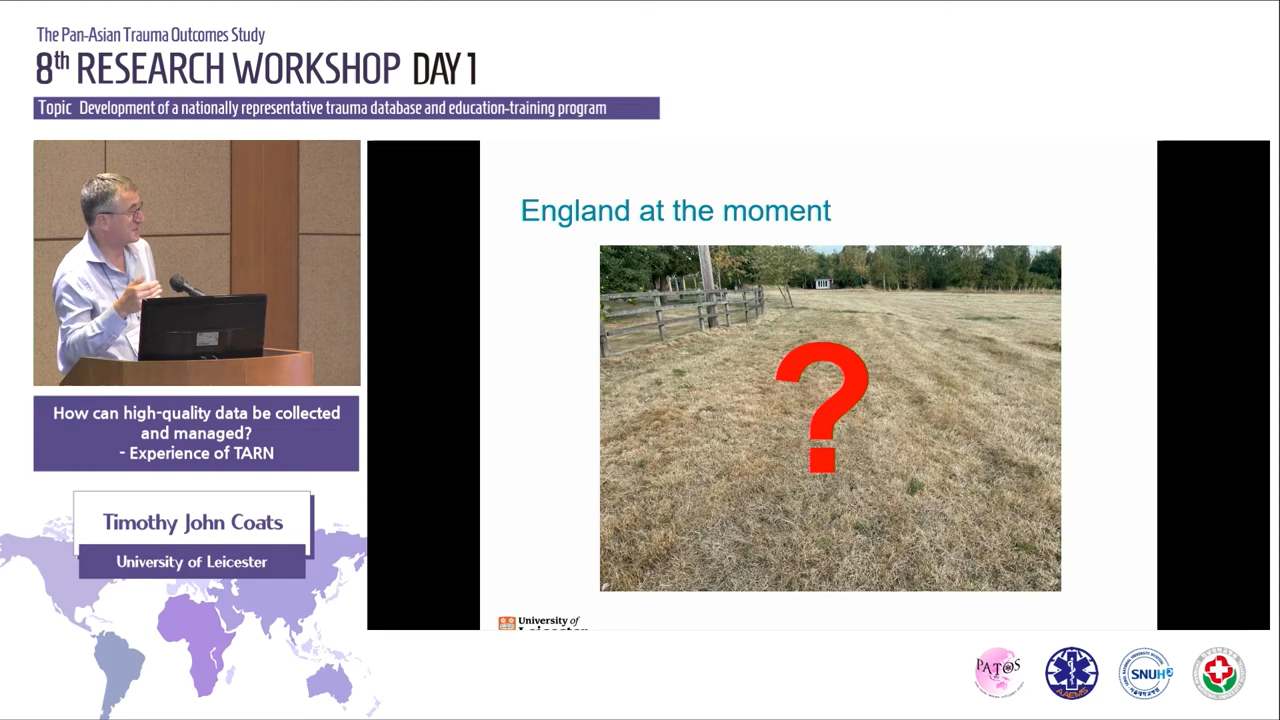 The Pan-Asian Trauma Outcomes Study
8th RESEARCH WORKSHOP DAY 1
Topic Development of a nationally representative trauma database and education-training program
England at the moment
?
How can high-quality data be collected
and managed?
- Experience of TARN
Timothy John Coats
University of Leicester
University of
Leicester
PATOS
AAEMS
SNUH